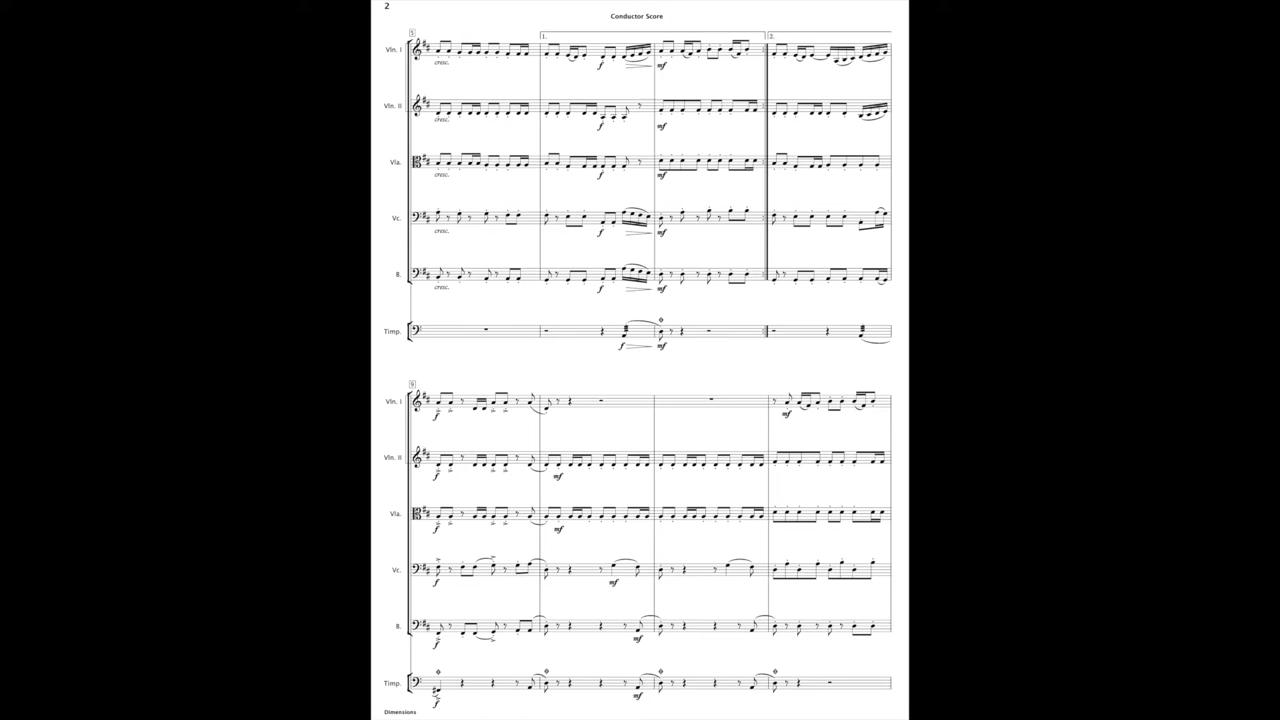 2
Conductor Score
5
1.
2.
Vln. I
cresc.
f
mf
Vln. II
cresc.
f
mf
Vla.
cresc.
f
mf
Vc.
cresc.
f
mf
B.
cresc.
f
mf
Timp.
f
mf
9
Vln. I
f
mf
Vln. II
f
mf
Vla.
f
mf
Vc.
f
mf
B.
f
mf
Timp.
f
mf
Dimensions